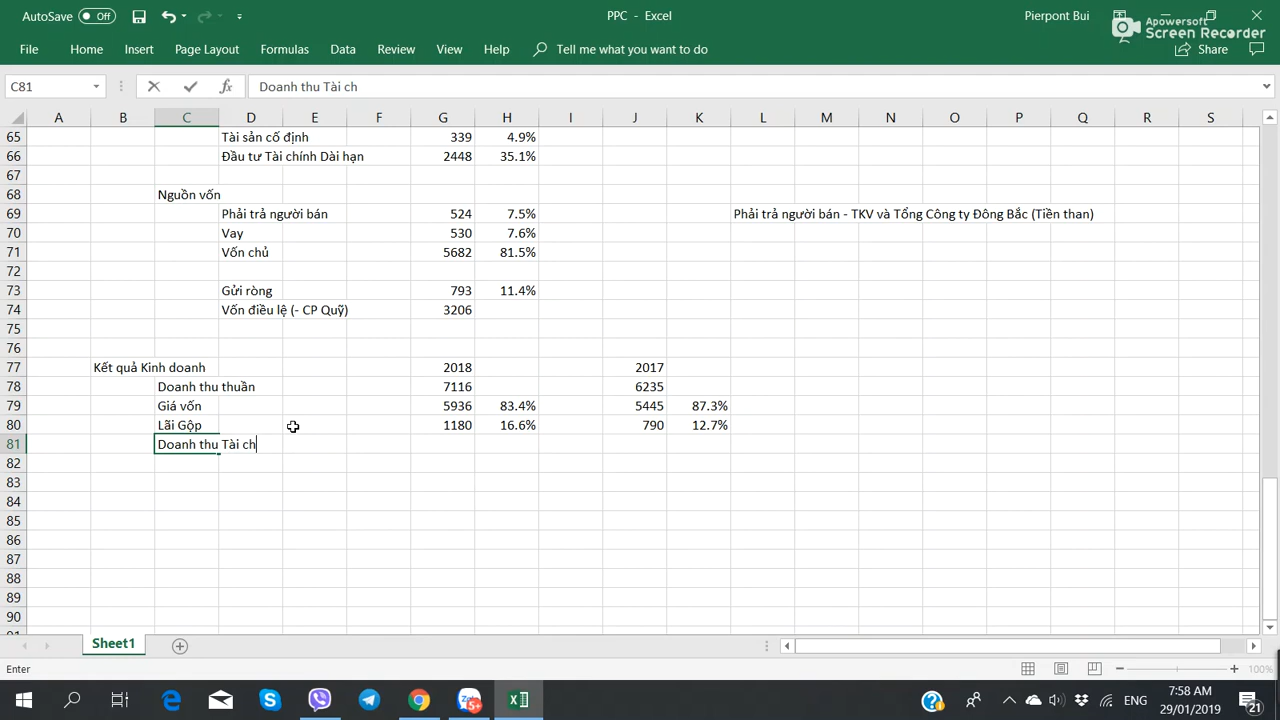 AutoSave Off PPC - Excel Pierpont Bui
Apowersoft
Screen Recorder
File Home Insert Page Layout Formulas Data Review View Help Tell me what you want to do Share
C81 fx Doanh thu Tài ch
A B C D E F G H I J K L M N O P Q R S
65 Tài sản cố định 339 4.9%
66 Đầu tư Tài chính Dài hạn 2448 35.1%
67
68 Nguồn vốn
69 Phải trả người bán 524 7.5% Phải trả người bán - TKV và Tổng Công ty Đông Bắc (Tiền than)
70 Vay 530 7.6%
71 Vốn chủ 5682 81.5%
72
73 Gửi ròng 793 11.4%
74 Vốn điều lệ (- CP Quỹ) 3206
75
76
77 Kết quả Kinh doanh 2018 2017
78 Doanh thu thuần 7116 6235
79 Giá vốn 5936 83.4% 5445 87.3%
80 Lãi Gộp 1180 16.6% 790 12.7%
81 Doanh thu Tài ch
82
83
84
85
86
87
88
89
90
91
Sheet1
Enter 100%
ENG 7:58 AM
29/01/2019 21